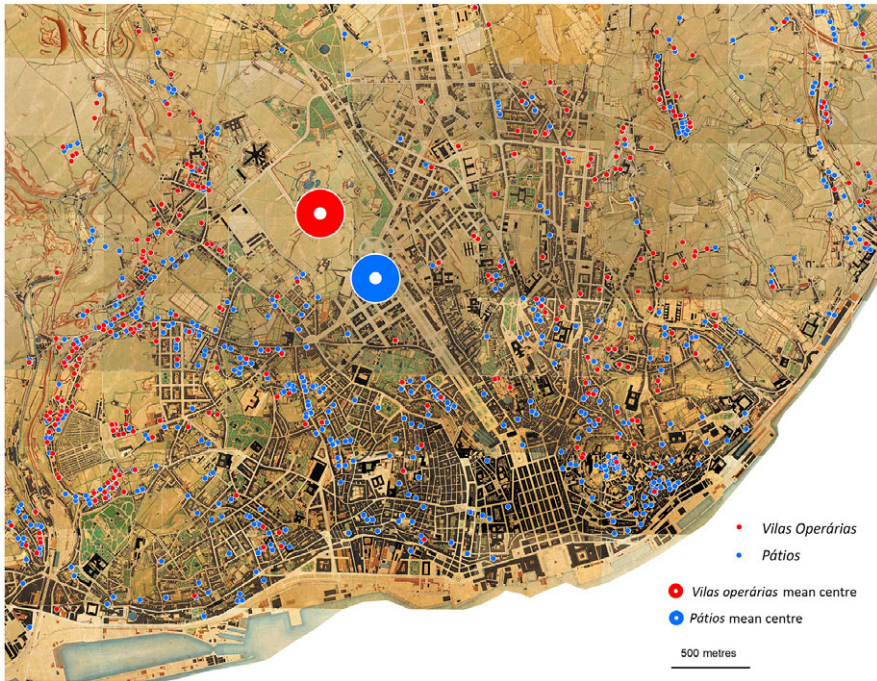 Vilas Operárias
Pátios
Vilas operárias mean centre
Pátios mean centre
500 metres